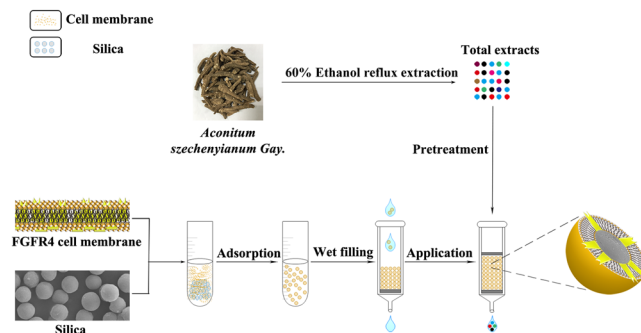 Cell membrane
Silica
Total extracts
60% Ethanol reflux extraction
Aconitum
szechenyianum Gay.
Pretreatment
FGFR4 cell membrane
Adsorption
Wet filling
Application
Silica